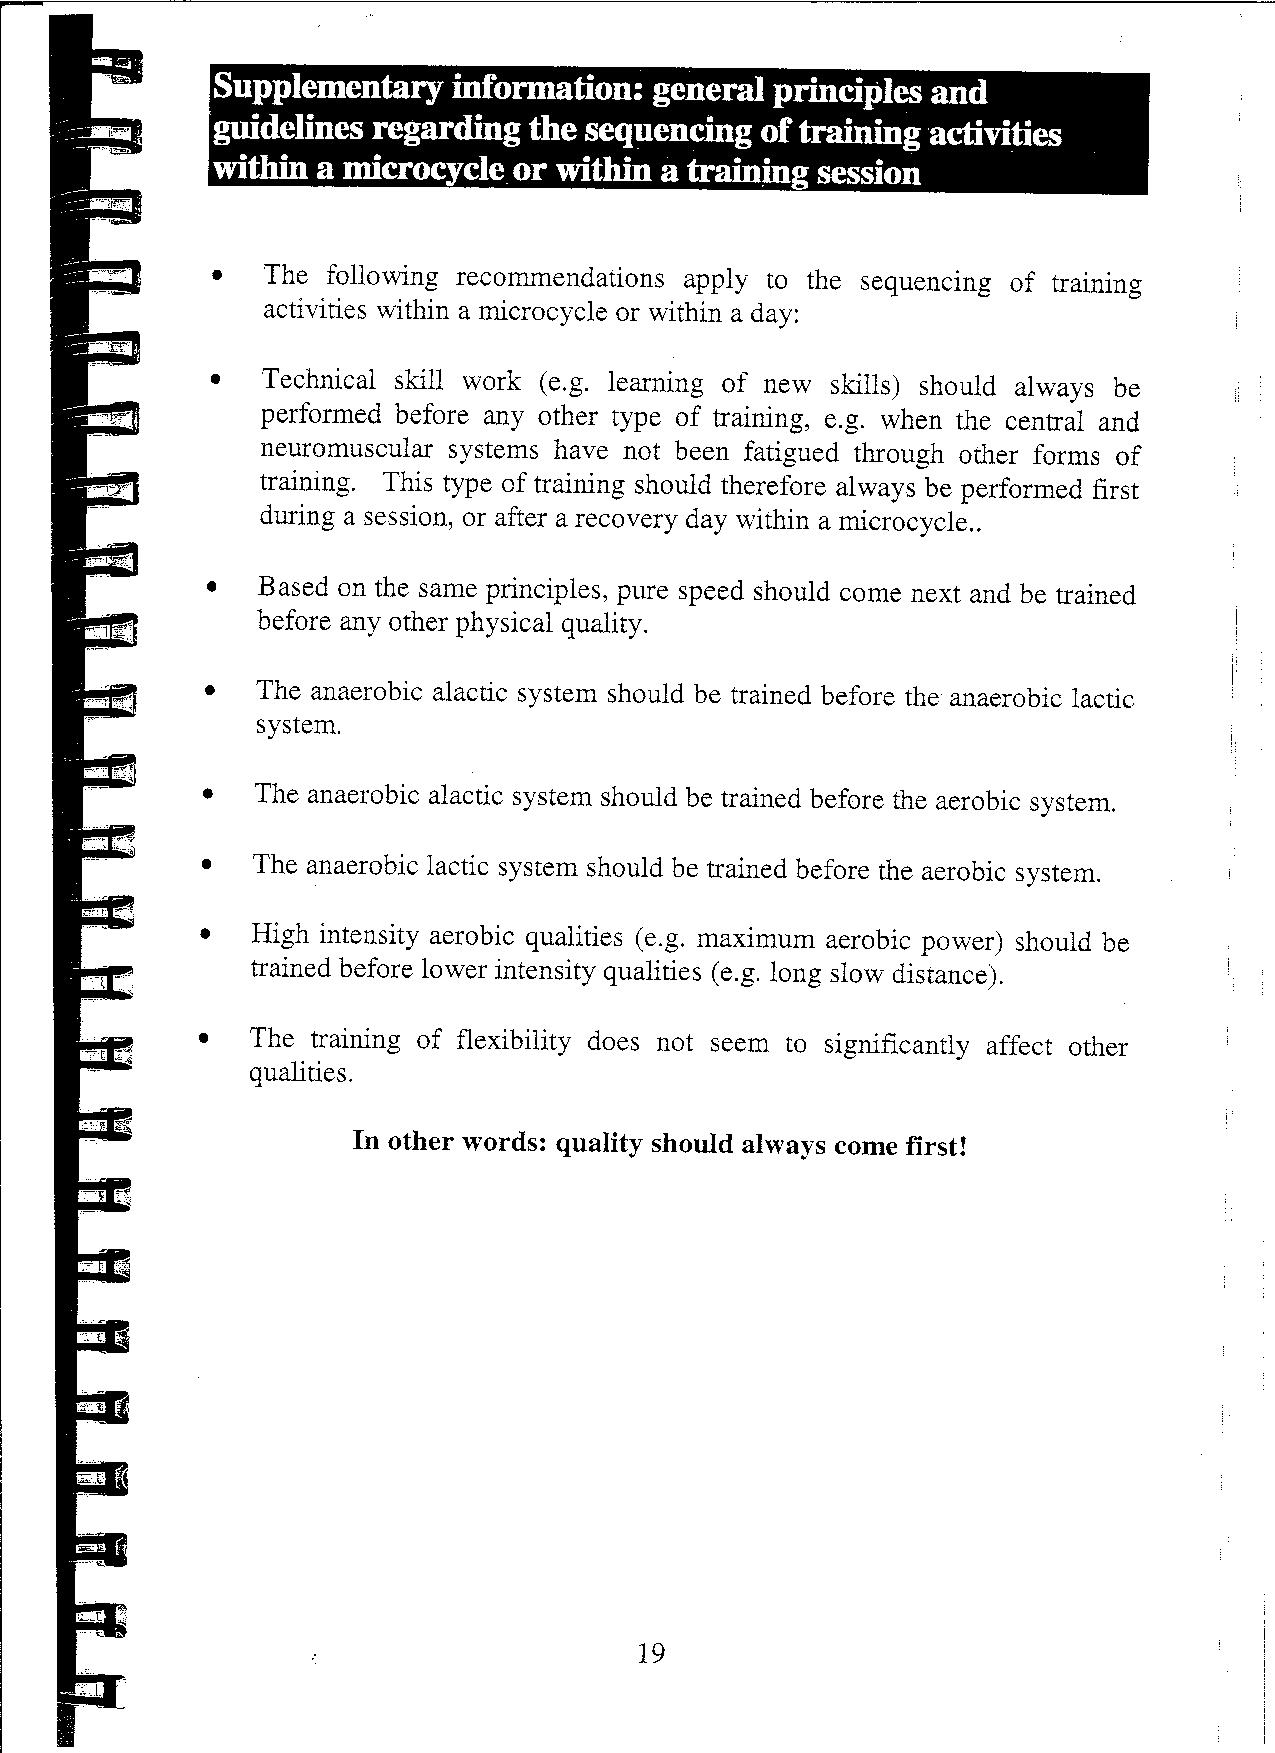 Supplementary information: general principles and
guidelines regarding the sequencing of training activities
within a microcycle or within a training session
• The following recommendations apply to the sequencing of training
activities within a microcycle or within a day:
• Technical skill work (e.g. learning of new skills) should always be
performed before any other type of training, e.g. when the central and
neuromuscular systems have not been fatigued through other forms of
training. This type of training should therefore always be performed first
during a session, or after a recovery day within a microcycle..
• Based on the same principles, pure speed should come next and be trained
before any other physical quality.
• The anaerobic alactic system should be trained before the anaerobic lactic
system.
• The anaerobic alactic system should be trained before the aerobic system.
• The anaerobic lactic system should be trained before the aerobic system.
• High intensity aerobic qualities (e.g. maximum aerobic power) should be
trained before lower intensity qualities (e.g. long slow distance).
• The training of flexibility does not seem to significantly affect other
qualities.
In other words: quality should always come first!
19